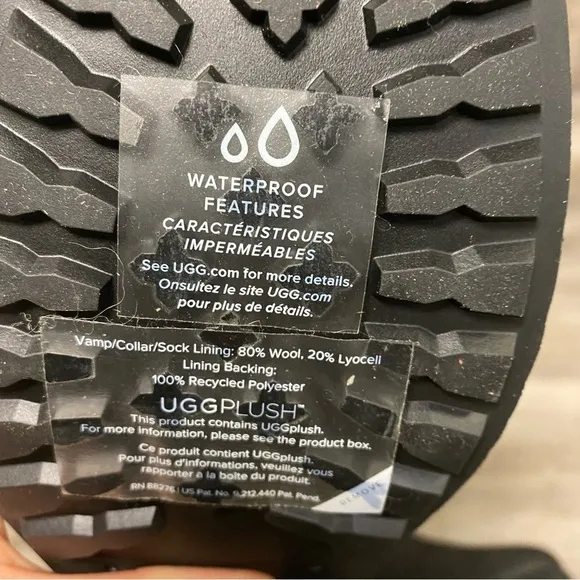 WATERPROOF
FEATURES
CARACTÉRISTIQUES
IMPERMÉABLES
See UGG.com for more details.
Onsultez le site UGG.com
pour plus de détails.
Vamp/Collar/Sock Lining: 80% Wool, 20% Lyocell
Lining Backing:
100% Recycled Polyester
UGGPLUSH™
This product contains UGGplush.
For more information, please see the product box.
Ce produit contient UGGplush.
Pour plus d'informations, veuillez vous
rapporter à la boîte du produit.
RN 88276 | US Pat. No. 9,212,440 Pat. Pend.
REMOVE